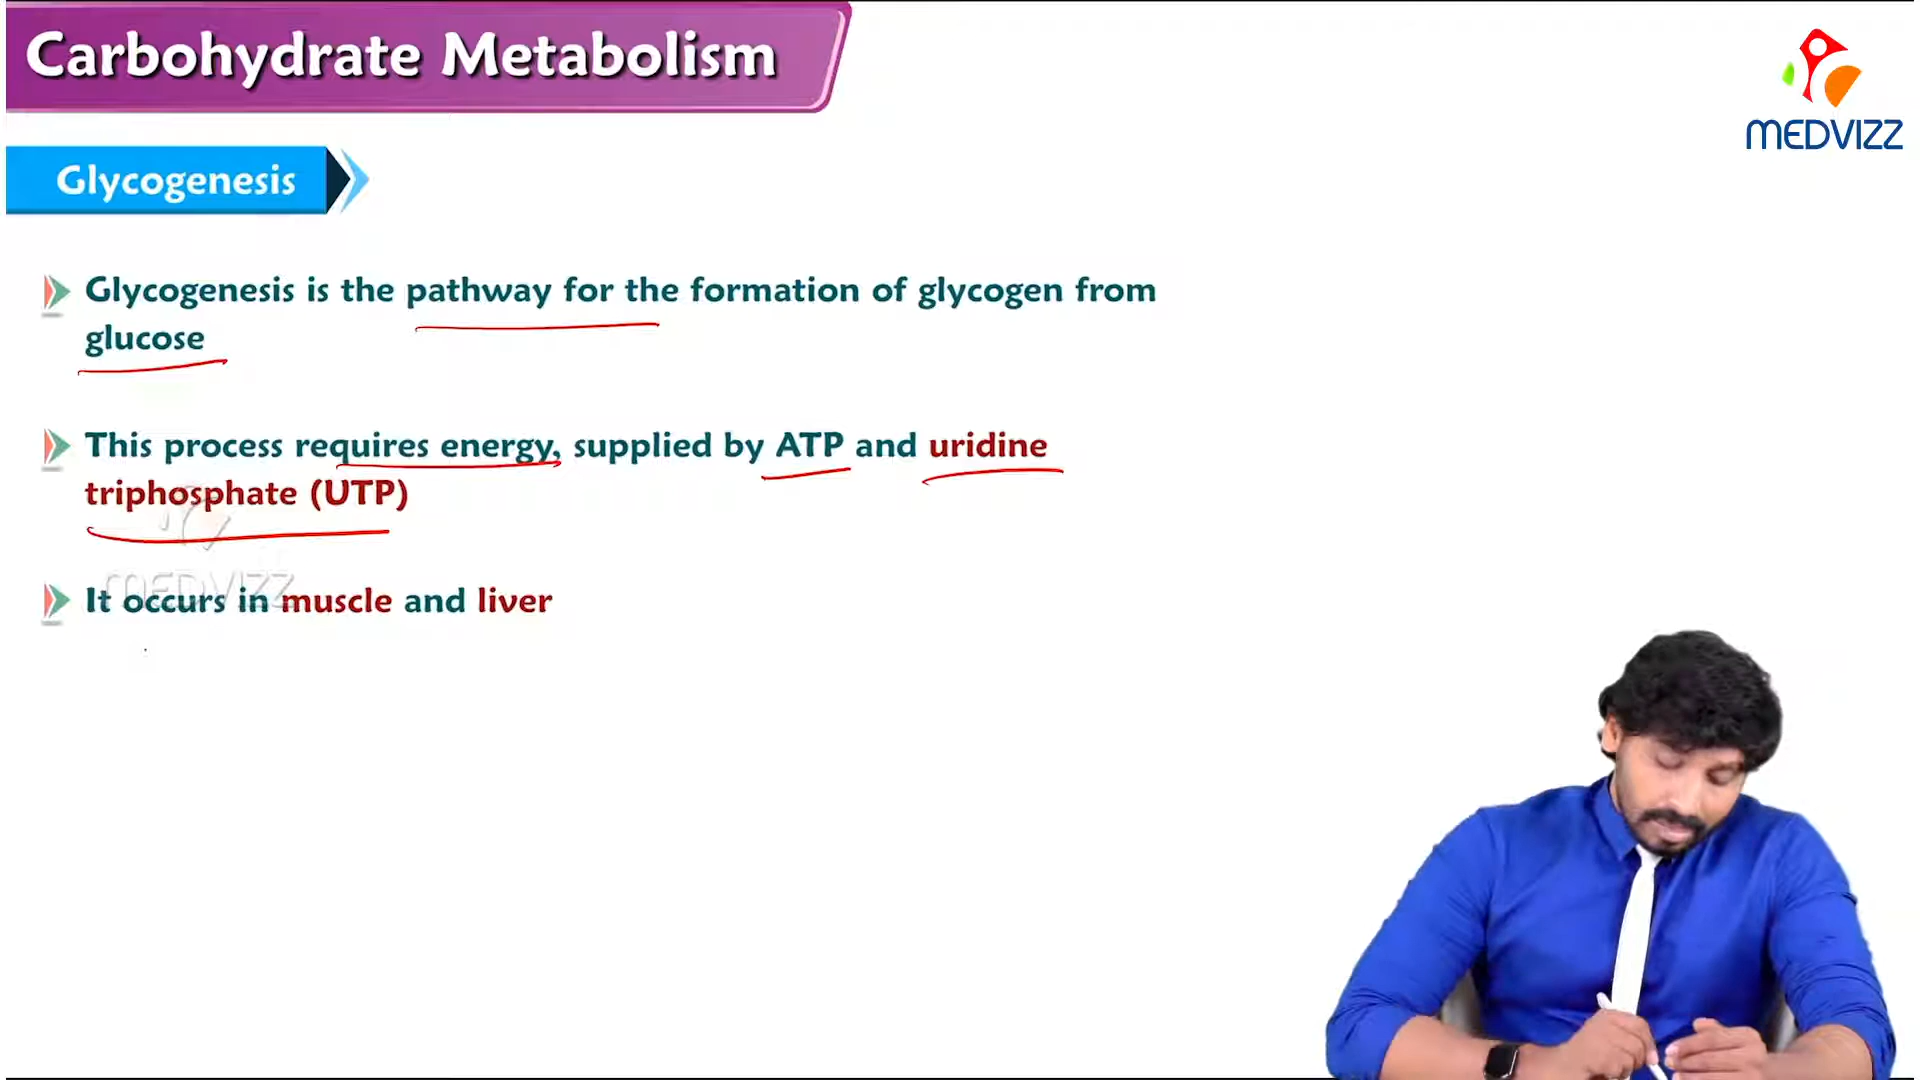 Carbohydrate Metabolism
MEDVIZZ
Glycogenesis
Glycogenesis is the pathway for the formation of glycogen from
glucose
This process requires energy, supplied by ATP and uridine
triphosphate (UTP)
MEDVIZZ
It occurs in muscle and liver